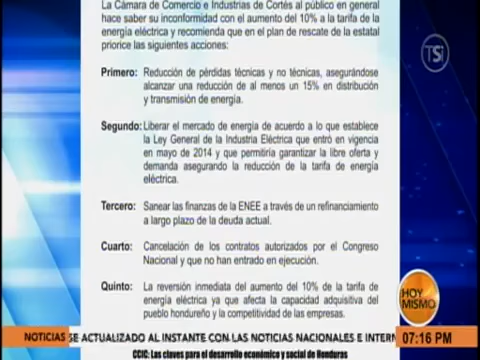 La Cámara de Comercio e Industrias de Cortés al público en general
hace saber su inconformidad con el aumento del 10% a la tarifa de la
energía eléctrica y recomienda que en el plan de rescate de la estatal
priorice las siguientes acciones:
TSi
Primero: Reducción de pérdidas técnicas y no técnicas, asegurándose
alcanzar una reducción de al menos un 15% en distribución
y transmisión de energía.
Segundo: Liberar el mercado de energía de acuerdo a lo que establece
la Ley General de la Industria Eléctrica que entró en vigencia
en mayo de 2014 y que permitiría garantizar la libre oferta y
demanda asegurando la reducción de la tarifa de energía
eléctrica.
Tercero: Sanear las finanzas de la ENEE a través de un refinanciamiento
a largo plazo de la deuda actual.
Cuarto: Cancelación de los contratos autorizados por el Congreso
Nacional y que no han entrado en ejecución.
Quinto: La reversión inmediata del aumento del 10% de la tarifa de
energía eléctrica ya que afecta la capacidad adquisitiva del
pueblo hondureño y la competitividad de las empresas.
HOY
MISMO
NOTICIAS SE ACTUALIZADO AL INSTANTE CON LAS NOTICIAS NACIONALES E INTERN 07:16 PM
CCIC: Las claves para el desarrollo económico y social de Honduras